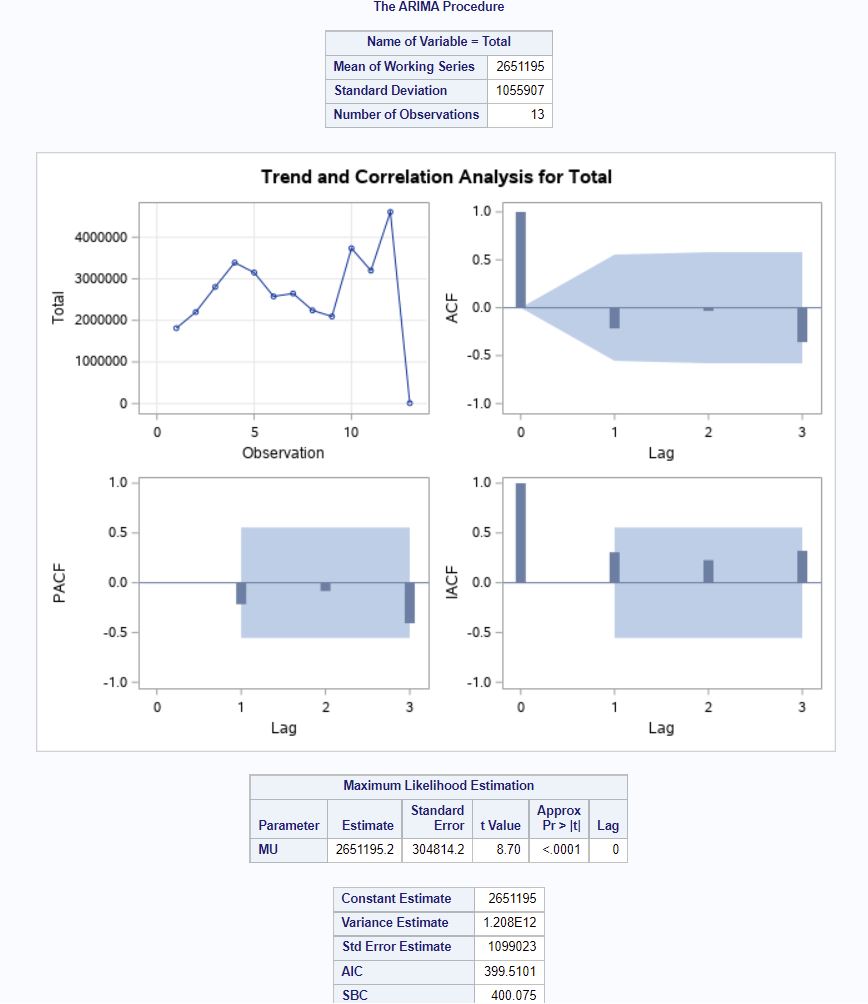 The ARIMA Procedure
Name of Variable = Total
Mean of Working Series 2651195
Standard Deviation 1055907
Number of Observations 13
Trend and Correlation Analysis for Total
4000000
3000000
2000000
1000000
0
Total
0 5 10
Observation
1.0
0.5
0.0
-0.5
-1.0
ACF
0 1 2 3
Lag
1.0
0.5
0.0
-0.5
-1.0
PACF
0 1 2 3
Lag
1.0
0.5
0.0
-0.5
-1.0
IACF
0 1 2 3
Lag
Maximum Likelihood Estimation
Parameter Estimate Standard Error t Value Approx Pr > |t| Lag
MU 2651195.2 304814.2 8.70 <.0001 0
Constant Estimate 2651195
Variance Estimate 1.208E12
Std Error Estimate 1099023
AIC 399.5101
SBC 400.075